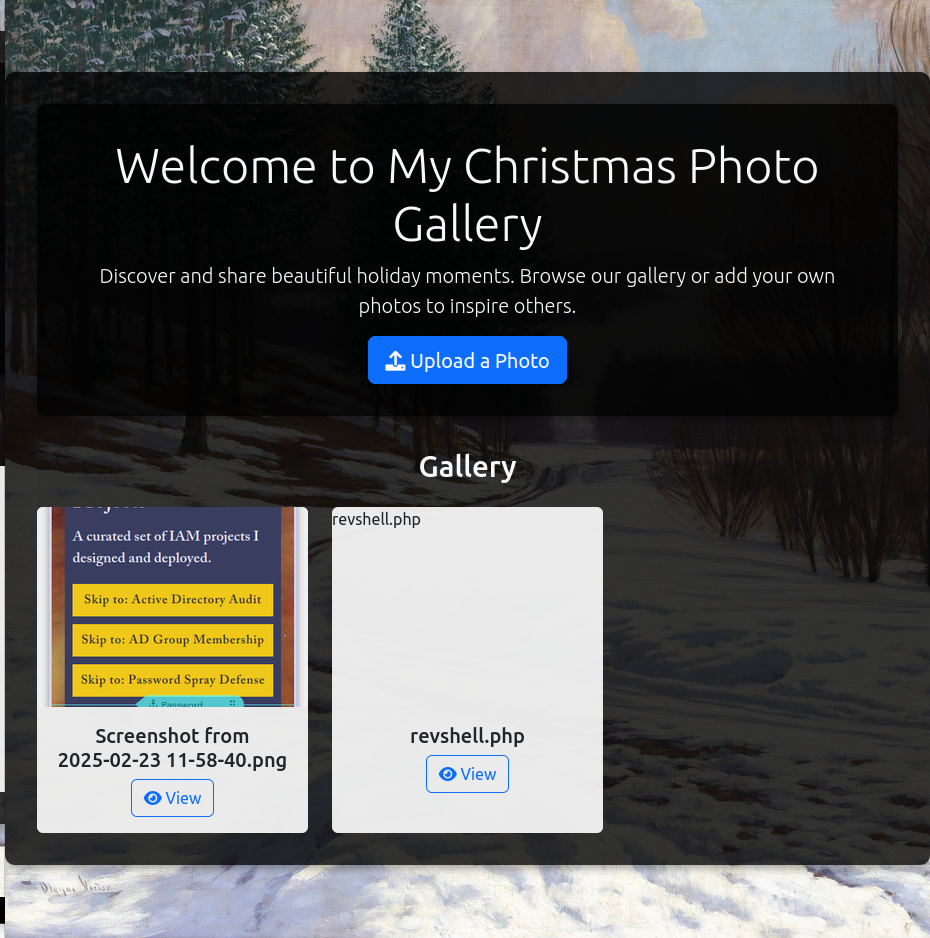 Welcome to My Christmas Photo
Gallery
Discover and share beautiful holiday moments. Browse our gallery or add your own
photos to inspire others.
Upload a Photo
Gallery
A curated set of IAM projects I
designed and deployed.
Skip to: Active Directory Audit
Skip to: AD Group Membership
Skip to: Password Spray Defense
Password
Screenshot from
2025-02-23 11-58-40.png
View
revshell.php
revshell.php
View